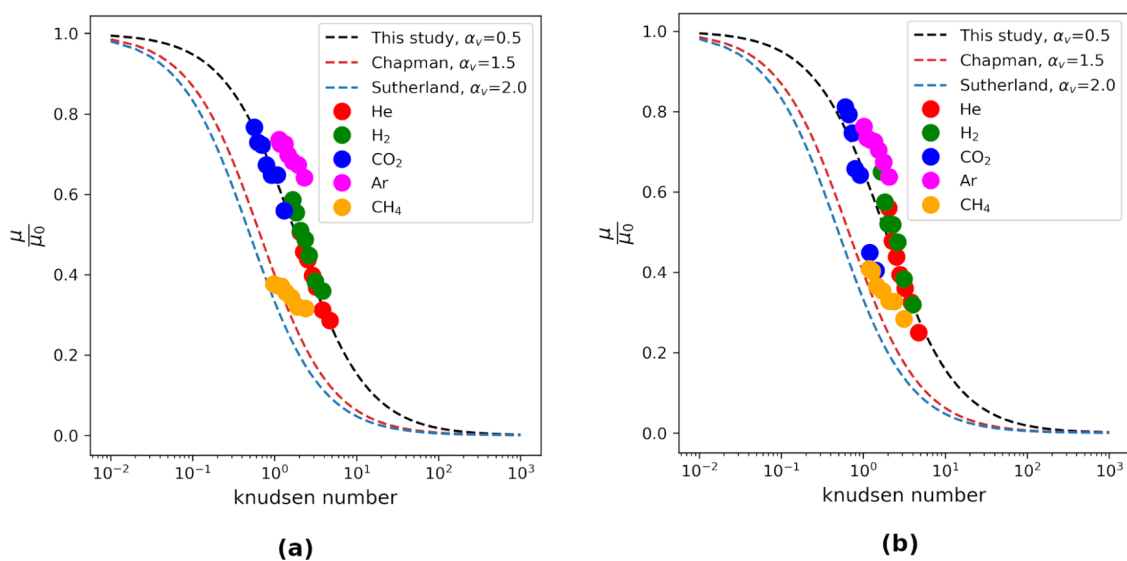 1.0
0.8
0.6
0.4
0.2
0.0
μ/μ₀
10⁻² 10⁻¹ 10⁰ 10¹ 10² 10³
knudsen number
This study, αᵥ=0.5
Chapman, αᵥ=1.5
Sutherland, αᵥ=2.0
He
H₂
CO₂
Ar
CH₄
(a)
1.0
0.8
0.6
0.4
0.2
0.0
μ/μ₀
10⁻² 10⁻¹ 10⁰ 10¹ 10² 10³
knudsen number
This study, αᵥ=0.5
Chapman, αᵥ=1.5
Sutherland, αᵥ=2.0
He
H₂
CO₂
Ar
CH₄
(b)